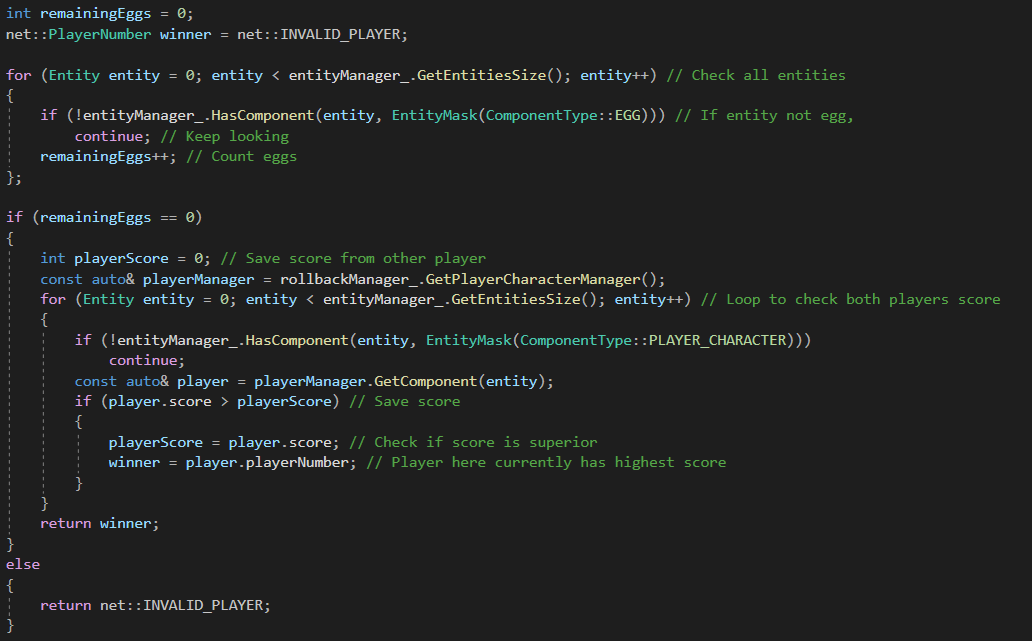 int remainingEggs = 0;
net::PlayerNumber winner = net::INVALID_PLAYER;

for (Entity entity = 0; entity < entityManager_.GetEntitiesSize(); entity++) // Check all entities
{
    if (!entityManager_.HasComponent(entity, EntityMask(ComponentType::EGG))) // If entity not egg,
        continue; // Keep looking
    remainingEggs++; // Count eggs
};

if (remainingEggs == 0)
{
    int playerScore = 0; // Save score from other player
    const auto& playerManager = rollbackManager_.GetPlayerCharacterManager();
    for (Entity entity = 0; entity < entityManager_.GetEntitiesSize(); entity++) // Loop to check both players score
    {
        if (!entityManager_.HasComponent(entity, EntityMask(ComponentType::PLAYER_CHARACTER)))
            continue;
        const auto& player = playerManager.GetComponent(entity);
        if (player.score > playerScore) // Save score
        {
            playerScore = player.score; // Check if score is superior
            winner = player.playerNumber; // Player here currently has highest score
        }
    }
    return winner;
}
else
{
    return net::INVALID_PLAYER;
}